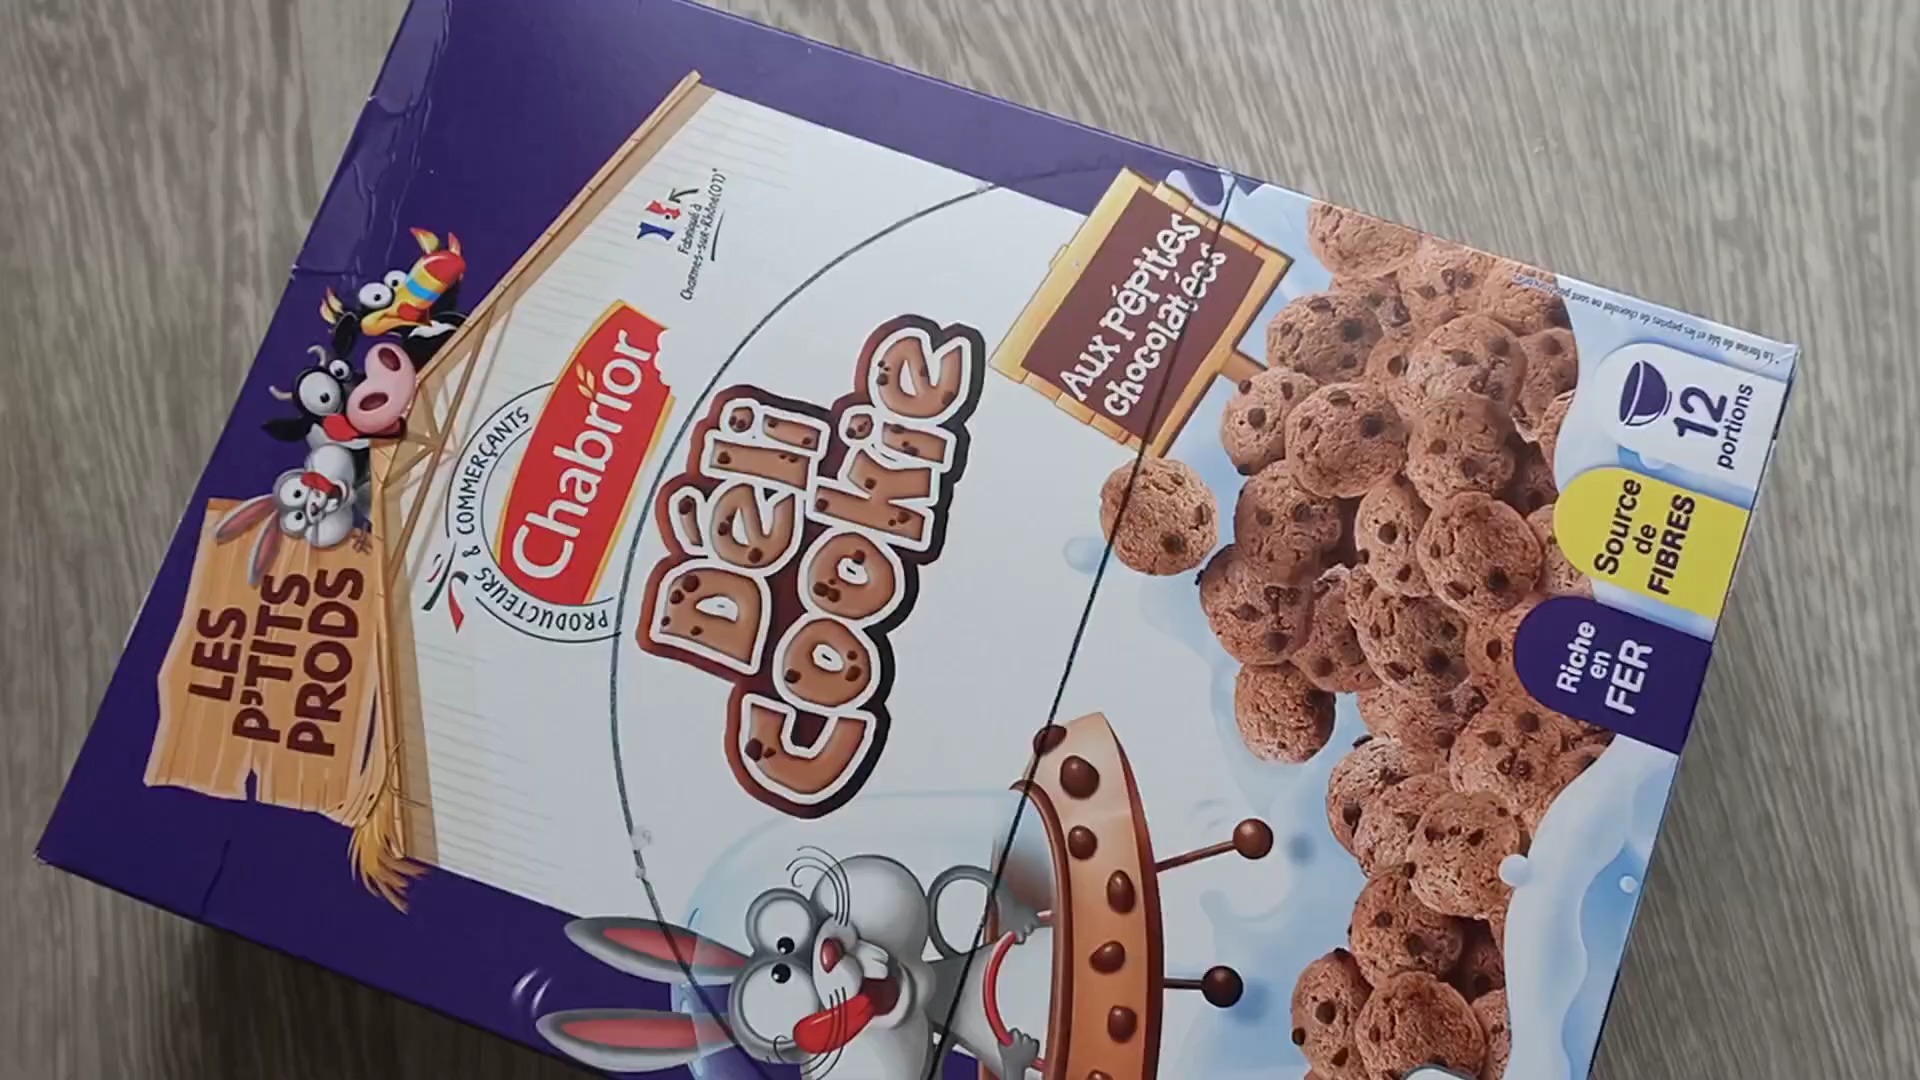 LES
P'TITS
PRODS
PRODUCTEURS & COMMERÇANTS
Chabrior
Fabriqué à
Charmes-sur-Rhône(07)*
Déli
Cookie
Aux pépites
chocolatées
12
portions
Source
de
FIBRES
Riche
en
FER